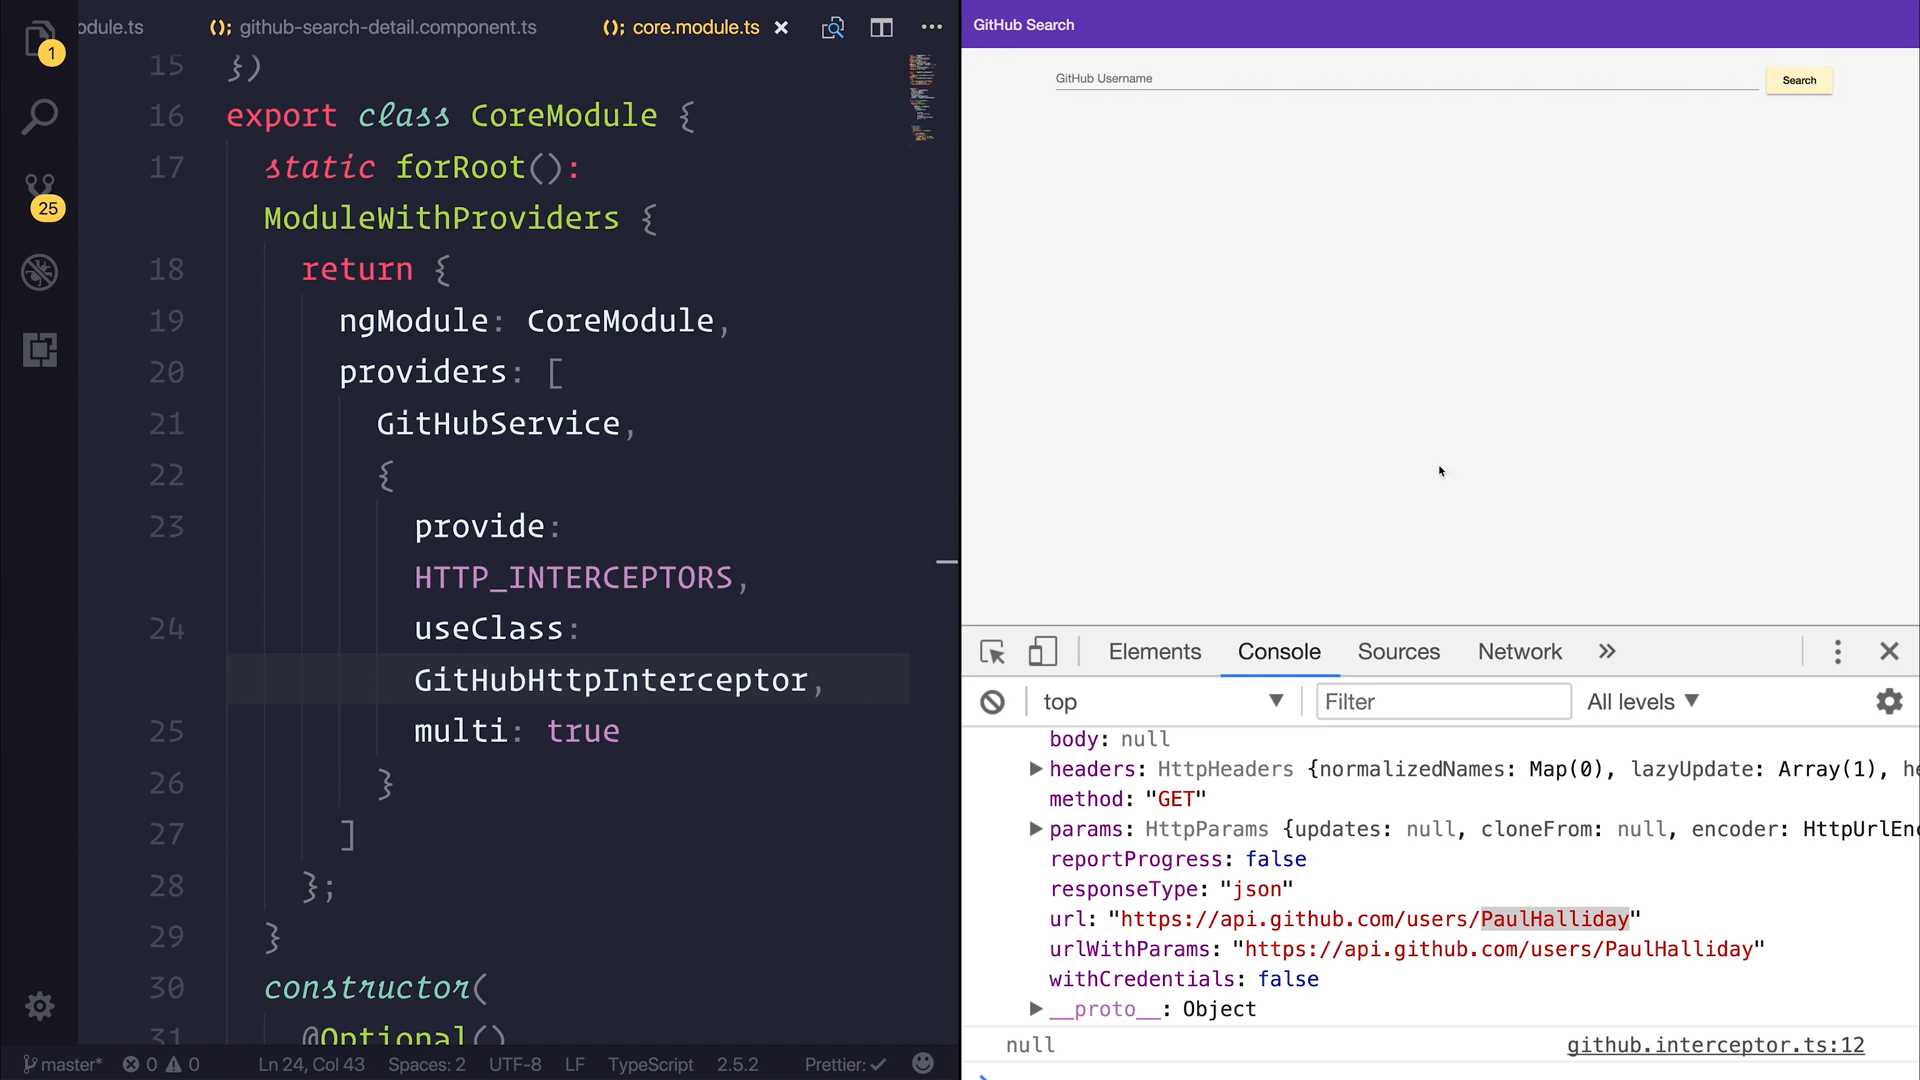 odule.ts
(); github-search-detail.component.ts
(); core.module.ts
1
25
15 })
16 export class CoreModule {
17 static forRoot():
ModuleWithProviders {
18 return {
19 ngModule: CoreModule,
20 providers: [
21 GitHubService,
22 {
23 provide:
HTTP_INTERCEPTORS,
24 useClass:
GitHubHttpInterceptor,
25 multi: true
26 }
27 ]
28 };
29 }
30 constructor(
31 @Optional()
master* 0 0 Ln 24, Col 43 Spaces: 2 UTF-8 LF TypeScript 2.5.2 Prettier: ✓
GitHub Search
GitHub Username
Search
Elements Console Sources Network »
top Filter All levels
body: null
headers: HttpHeaders {normalizedNames: Map(0), lazyUpdate: Array(1), he
method: "GET"
params: HttpParams {updates: null, cloneFrom: null, encoder: HttpUrlEnc
reportProgress: false
responseType: "json"
url: "https://api.github.com/users/PaulHalliday"
urlWithParams: "https://api.github.com/users/PaulHalliday"
withCredentials: false
__proto__: Object
null github.interceptor.ts:12